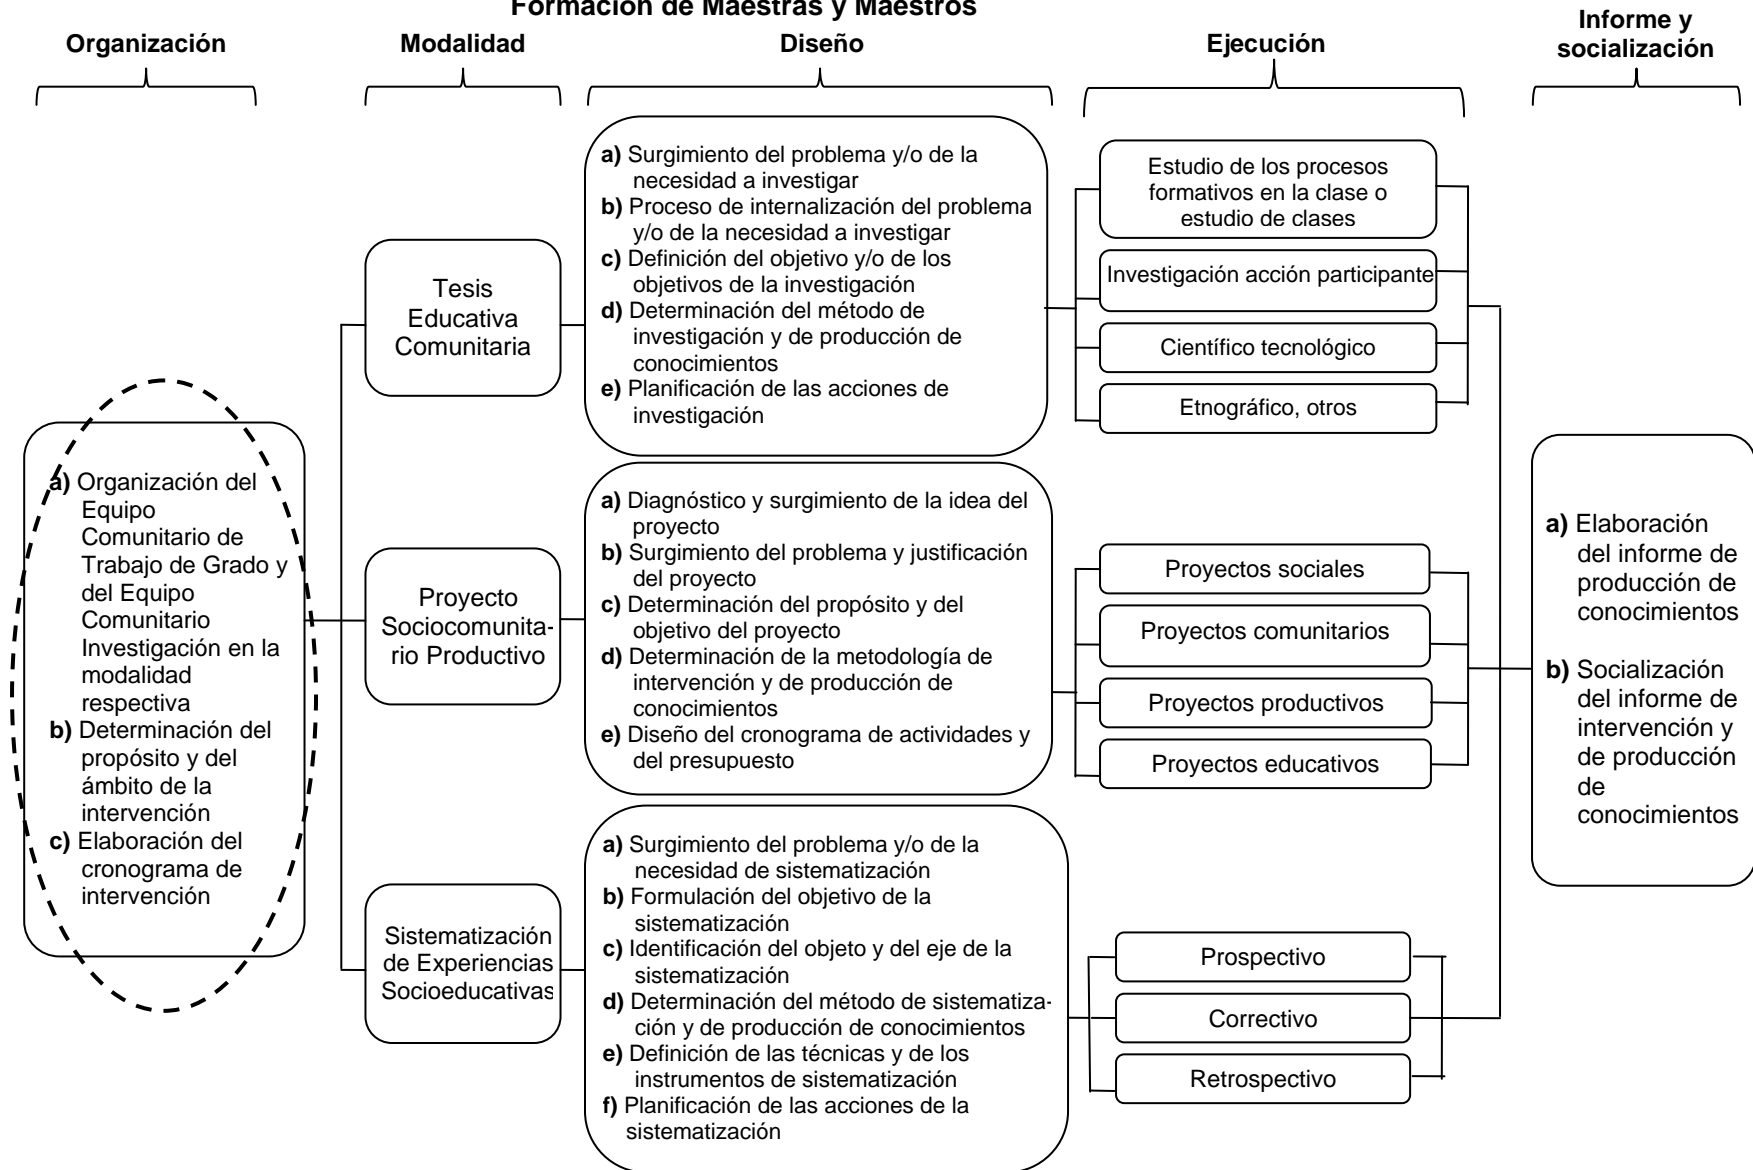 Formación de Maestras y Maestros
Organización
Modalidad
Diseño
Ejecución
Informe y
socialización
a) Organización del
Equipo
Comunitario de
Trabajo de Grado y
del Equipo
Comunitario
Investigación en la
modalidad
respectiva
b) Determinación del
propósito y del
ámbito de la
intervención
c) Elaboración del
cronograma de
intervención
Tesis
Educativa
Comunitaria
a) Surgimiento del problema y/o de la
necesidad a investigar
b) Proceso de internalización del problema
y/o de la necesidad a investigar
c) Definición del objetivo y/o de los
objetivos de la investigación
d) Determinación del método de
investigación y de producción de
conocimientos
e) Planificación de las acciones de
investigación
Estudio de los procesos
formativos en la clase o
estudio de clases
Investigación acción participante
Científico tecnológico
Etnográfico, otros
Proyecto
Sociocomunita-
rio Productivo
a) Diagnóstico y surgimiento de la idea del
proyecto
b) Surgimiento del problema y justificación
del proyecto
c) Determinación del propósito y del
objetivo del proyecto
d) Determinación de la metodología de
intervención y de producción de
conocimientos
e) Diseño del cronograma de actividades y
del presupuesto
Proyectos sociales
Proyectos comunitarios
Proyectos productivos
Proyectos educativos
Sistematización
de Experiencias
Socioeducativas
a) Surgimiento del problema y/o de la
necesidad de sistematización
b) Formulación del objetivo de la
sistematización
c) Identificación del objeto y del eje de la
sistematización
d) Determinación del método de sistematiza-
ción y de producción de conocimientos
e) Definición de las técnicas y de los
instrumentos de sistematización
f) Planificación de las acciones de la
sistematización
Prospectivo
Correctivo
Retrospectivo
a) Elaboración
del informe de
producción de
conocimientos
b) Socialización
del informe de
intervención y
de producción
de
conocimientos